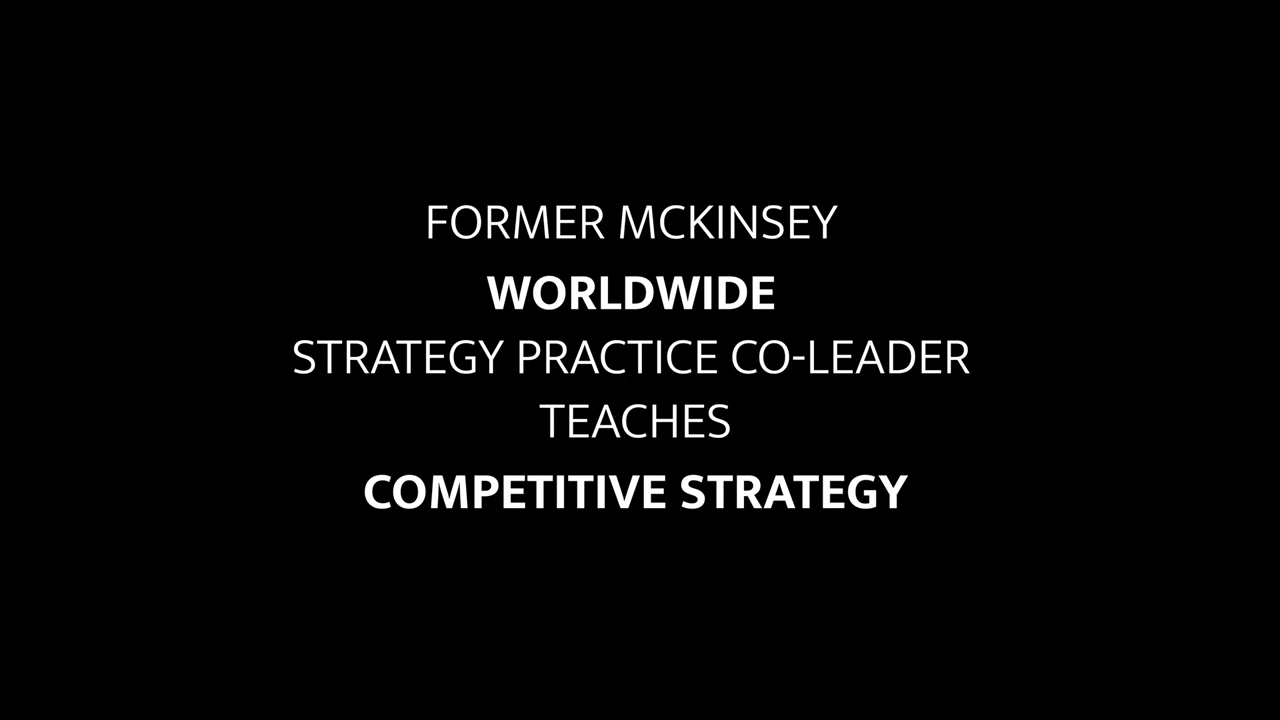 FORMER MCKINSEY
WORLDWIDE
STRATEGY PRACTICE CO-LEADER
TEACHES
COMPETITIVE STRATEGY